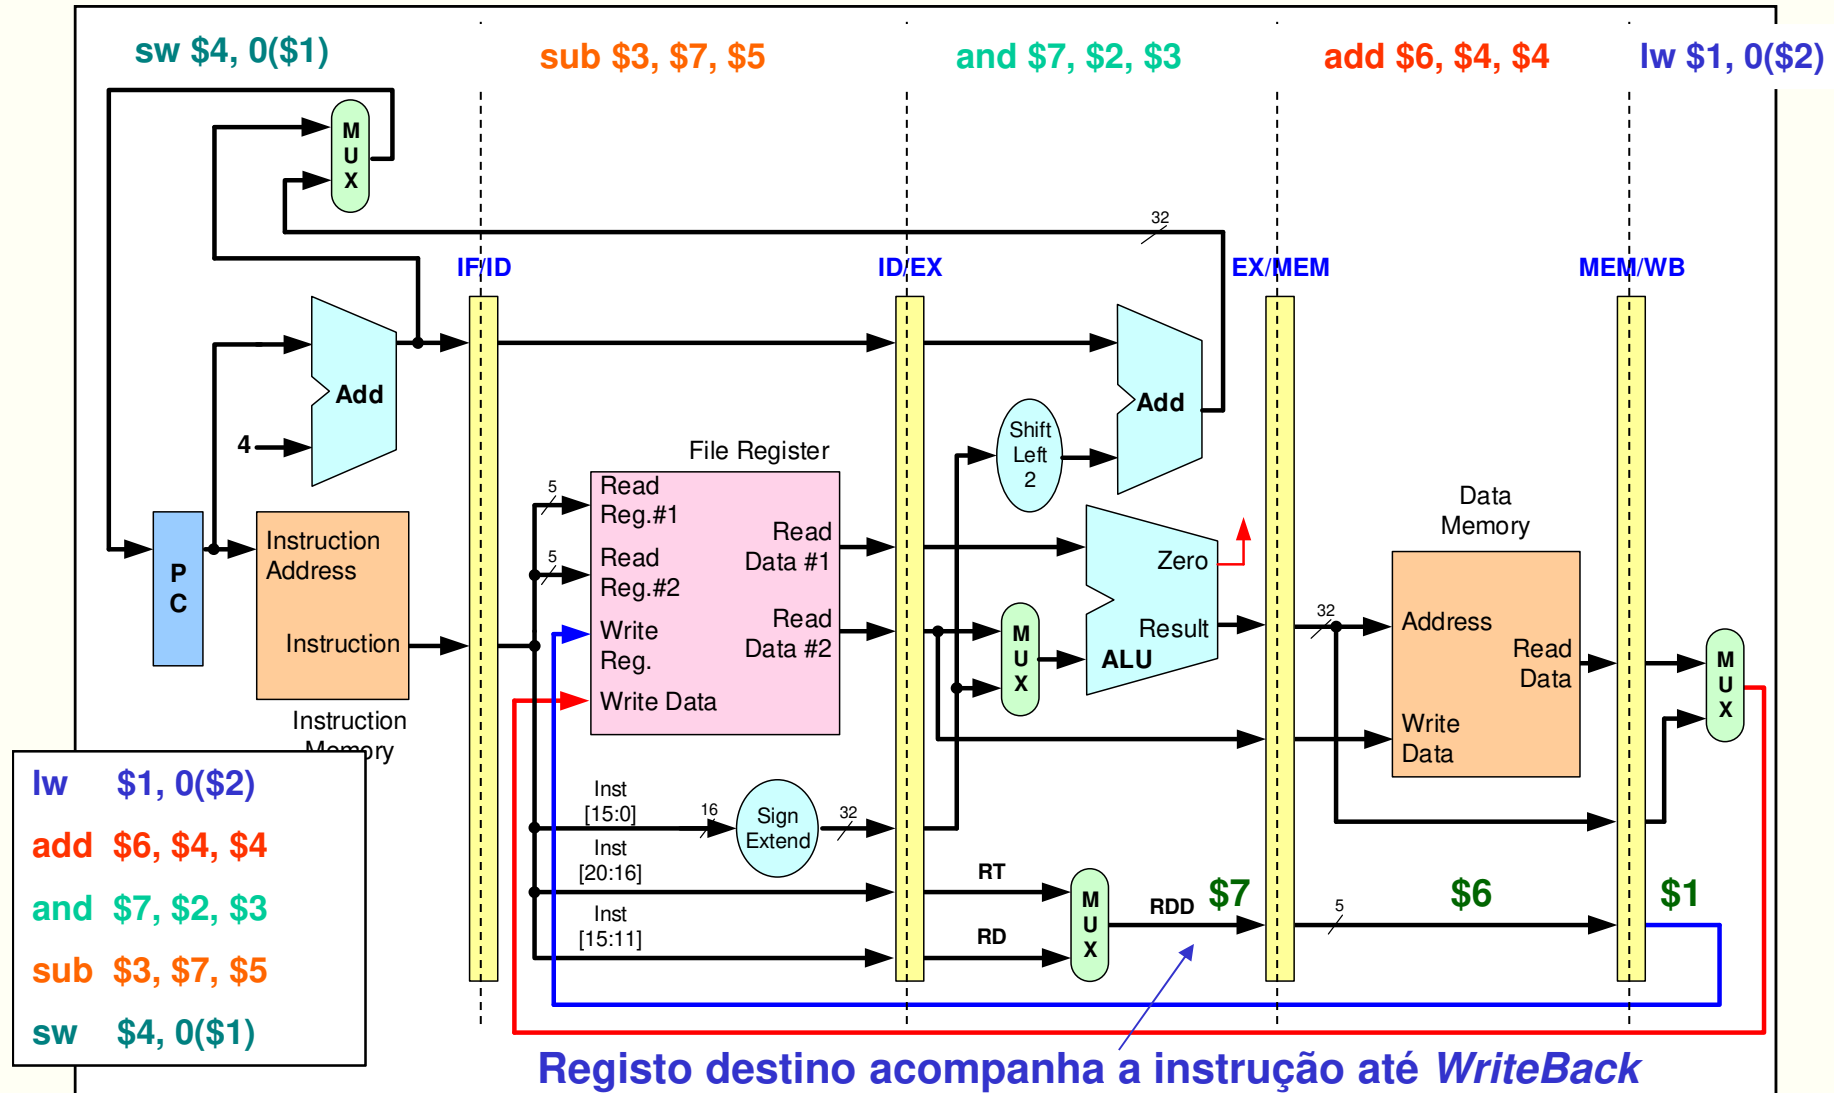 sw $4, 0($1)
sub $3, $7, $5
and $7, $2, $3
add $6, $4, $4
lw $1, 0($2)
MUX
32
IF/ID
ID/EX
EX/MEM
MEM/WB
Add
4
Add
Shift
Left
2
File Register
Read
Reg.#1
5
Read
Reg.#2
5
Write
Reg.
Write Data
Read
Data #1
Read
Data #2
PC
Instruction
Address
Instruction
Instruction
Memory
MUX
Zero
Result
ALU
Data
Memory
32
Address
Read
Data
Write
Data
MUX
Inst
[15:0]
16
Sign
Extend
32
Inst
[20:16]
RT
Inst
[15:11]
RD
MUX
RDD
$7
5
$6
$1
lw $1, 0($2)
add $6, $4, $4
and $7, $2, $3
sub $3, $7, $5
sw $4, 0($1)
Registo destino acompanha a instrução até WriteBack